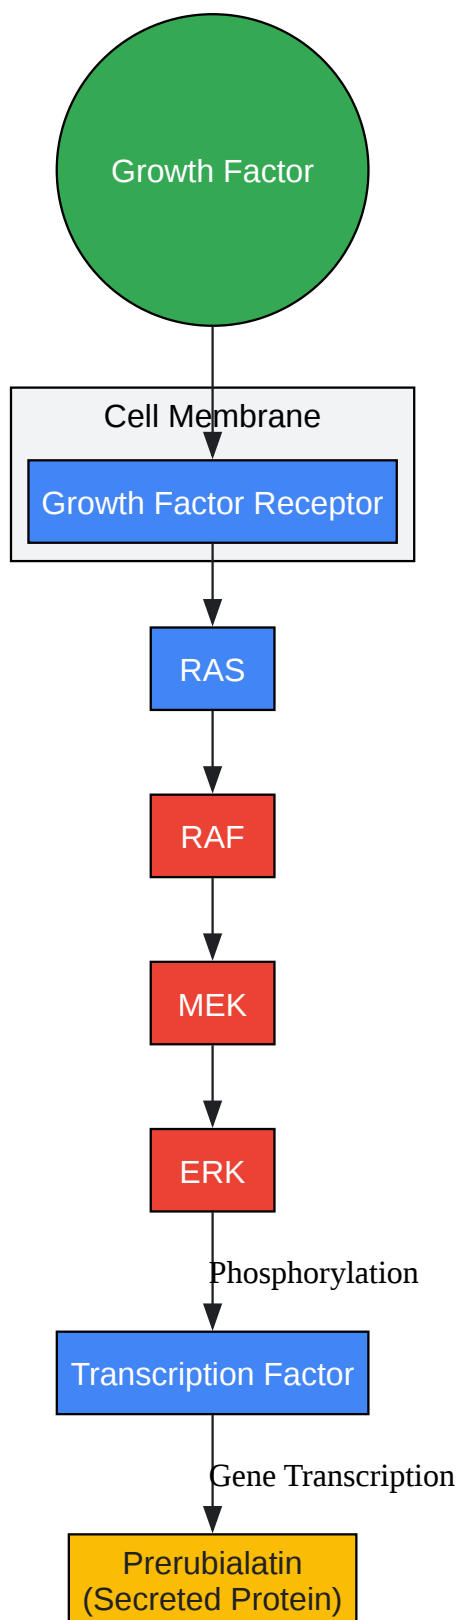 Growth Factor
Cell Membrane
Growth Factor Receptor
RAS
RAF
MEK
ERK
Phosphorylation
Transcription Factor
Gene Transcription
Prerubialatin
(Secreted Protein)